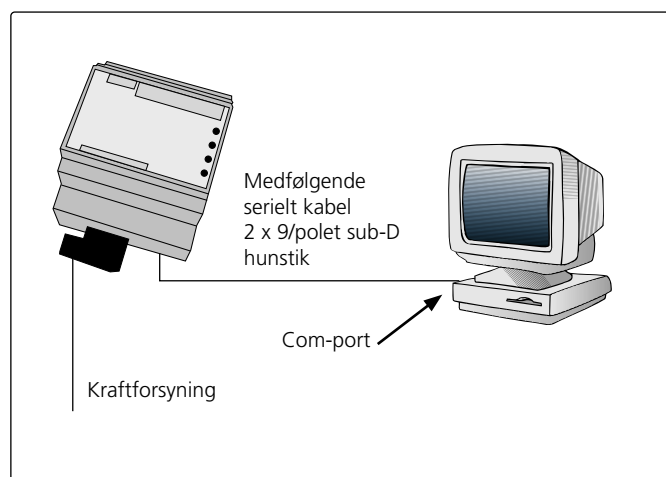 Medfølgende
serielt kabel
2 x 9/polet sub-D
hunstik
Com-port
Kraftforsyning